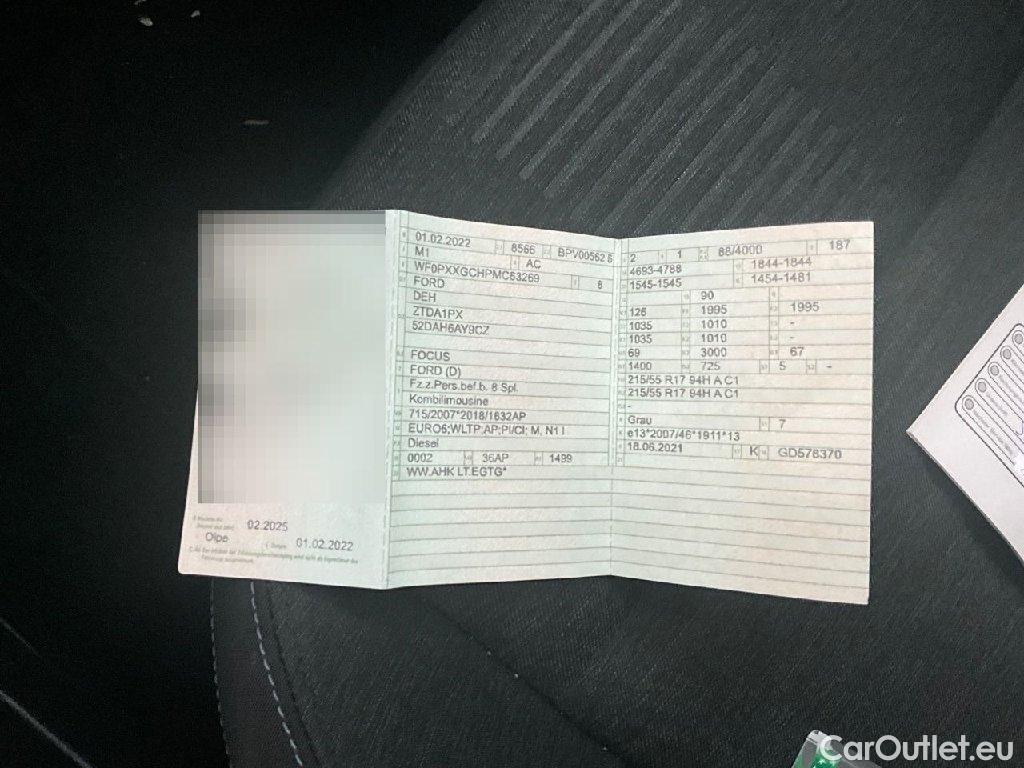 02.2025
Olpe 01.02.2022
01.02.2022 8566 BPV00562 6
M1 AC
WF0PXXGCHPMC63269 8
FORD
DEH
ZTDA1PX
52DAH6AY9CZ
FOCUS
FORD (D)
Fz.z.Pers.bef.b. 8 Spl.
Kombilimousine
715/2007*2018/1832AP
EURO6;WLTP;AP;PI/CI; M, N1 I
Diesel
0002 36AP 1499
WW.AHK LT.EGTG*
2 1 88/4000 187
4693-4788 1844-1844
1545-1545 1454-1481
90
126 1995 1995
1035 1010 -
1035 1010 -
69 3000 67
1400 725 5 -
215/55 R17 94H A C1
215/55 R17 94H A C1
-
Grau 7
e13*2007/46*1911*13
18.06.2021 K GD578370
CarOutlet.eu